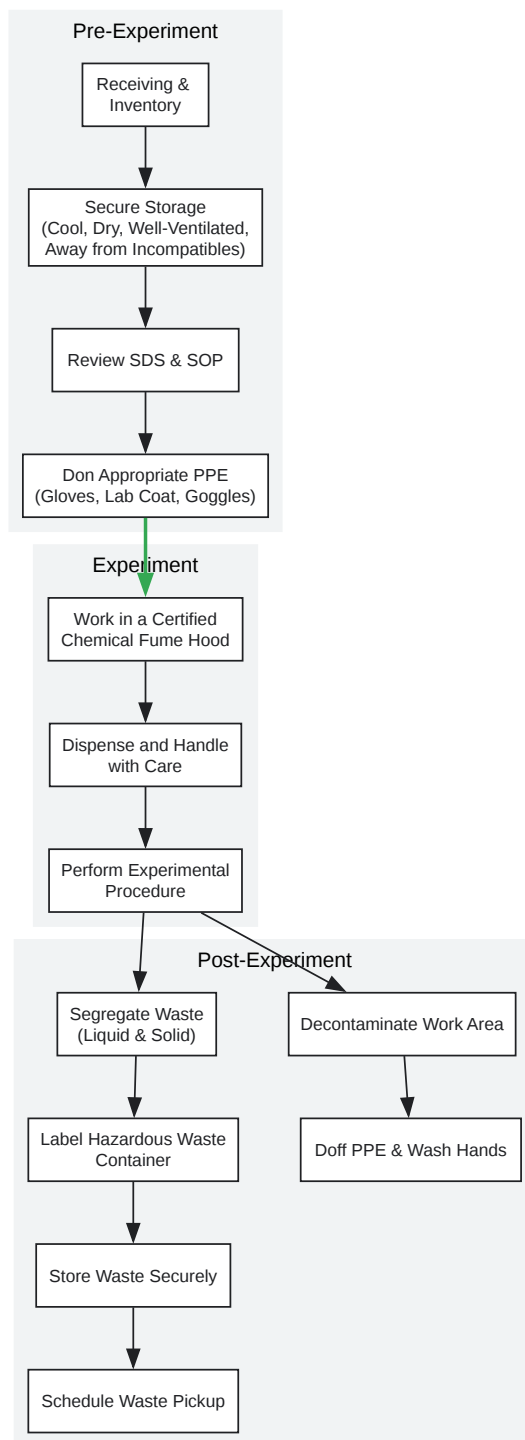 Pre-Experiment
Receiving &
Inventory
Secure Storage
(Cool, Dry, Well-Ventilated,
Away from Incompatibles)
Review SDS & SOP
Don Appropriate PPE
(Gloves, Lab Coat, Goggles)
Experiment
Work in a Certified
Chemical Fume Hood
Dispense and Handle
with Care
Perform Experimental
Procedure
Post-Experiment
Segregate Waste
(Liquid & Solid)
Decontaminate Work Area
Label Hazardous Waste
Container
Doff PPE & Wash Hands
Store Waste Securely
Schedule Waste Pickup